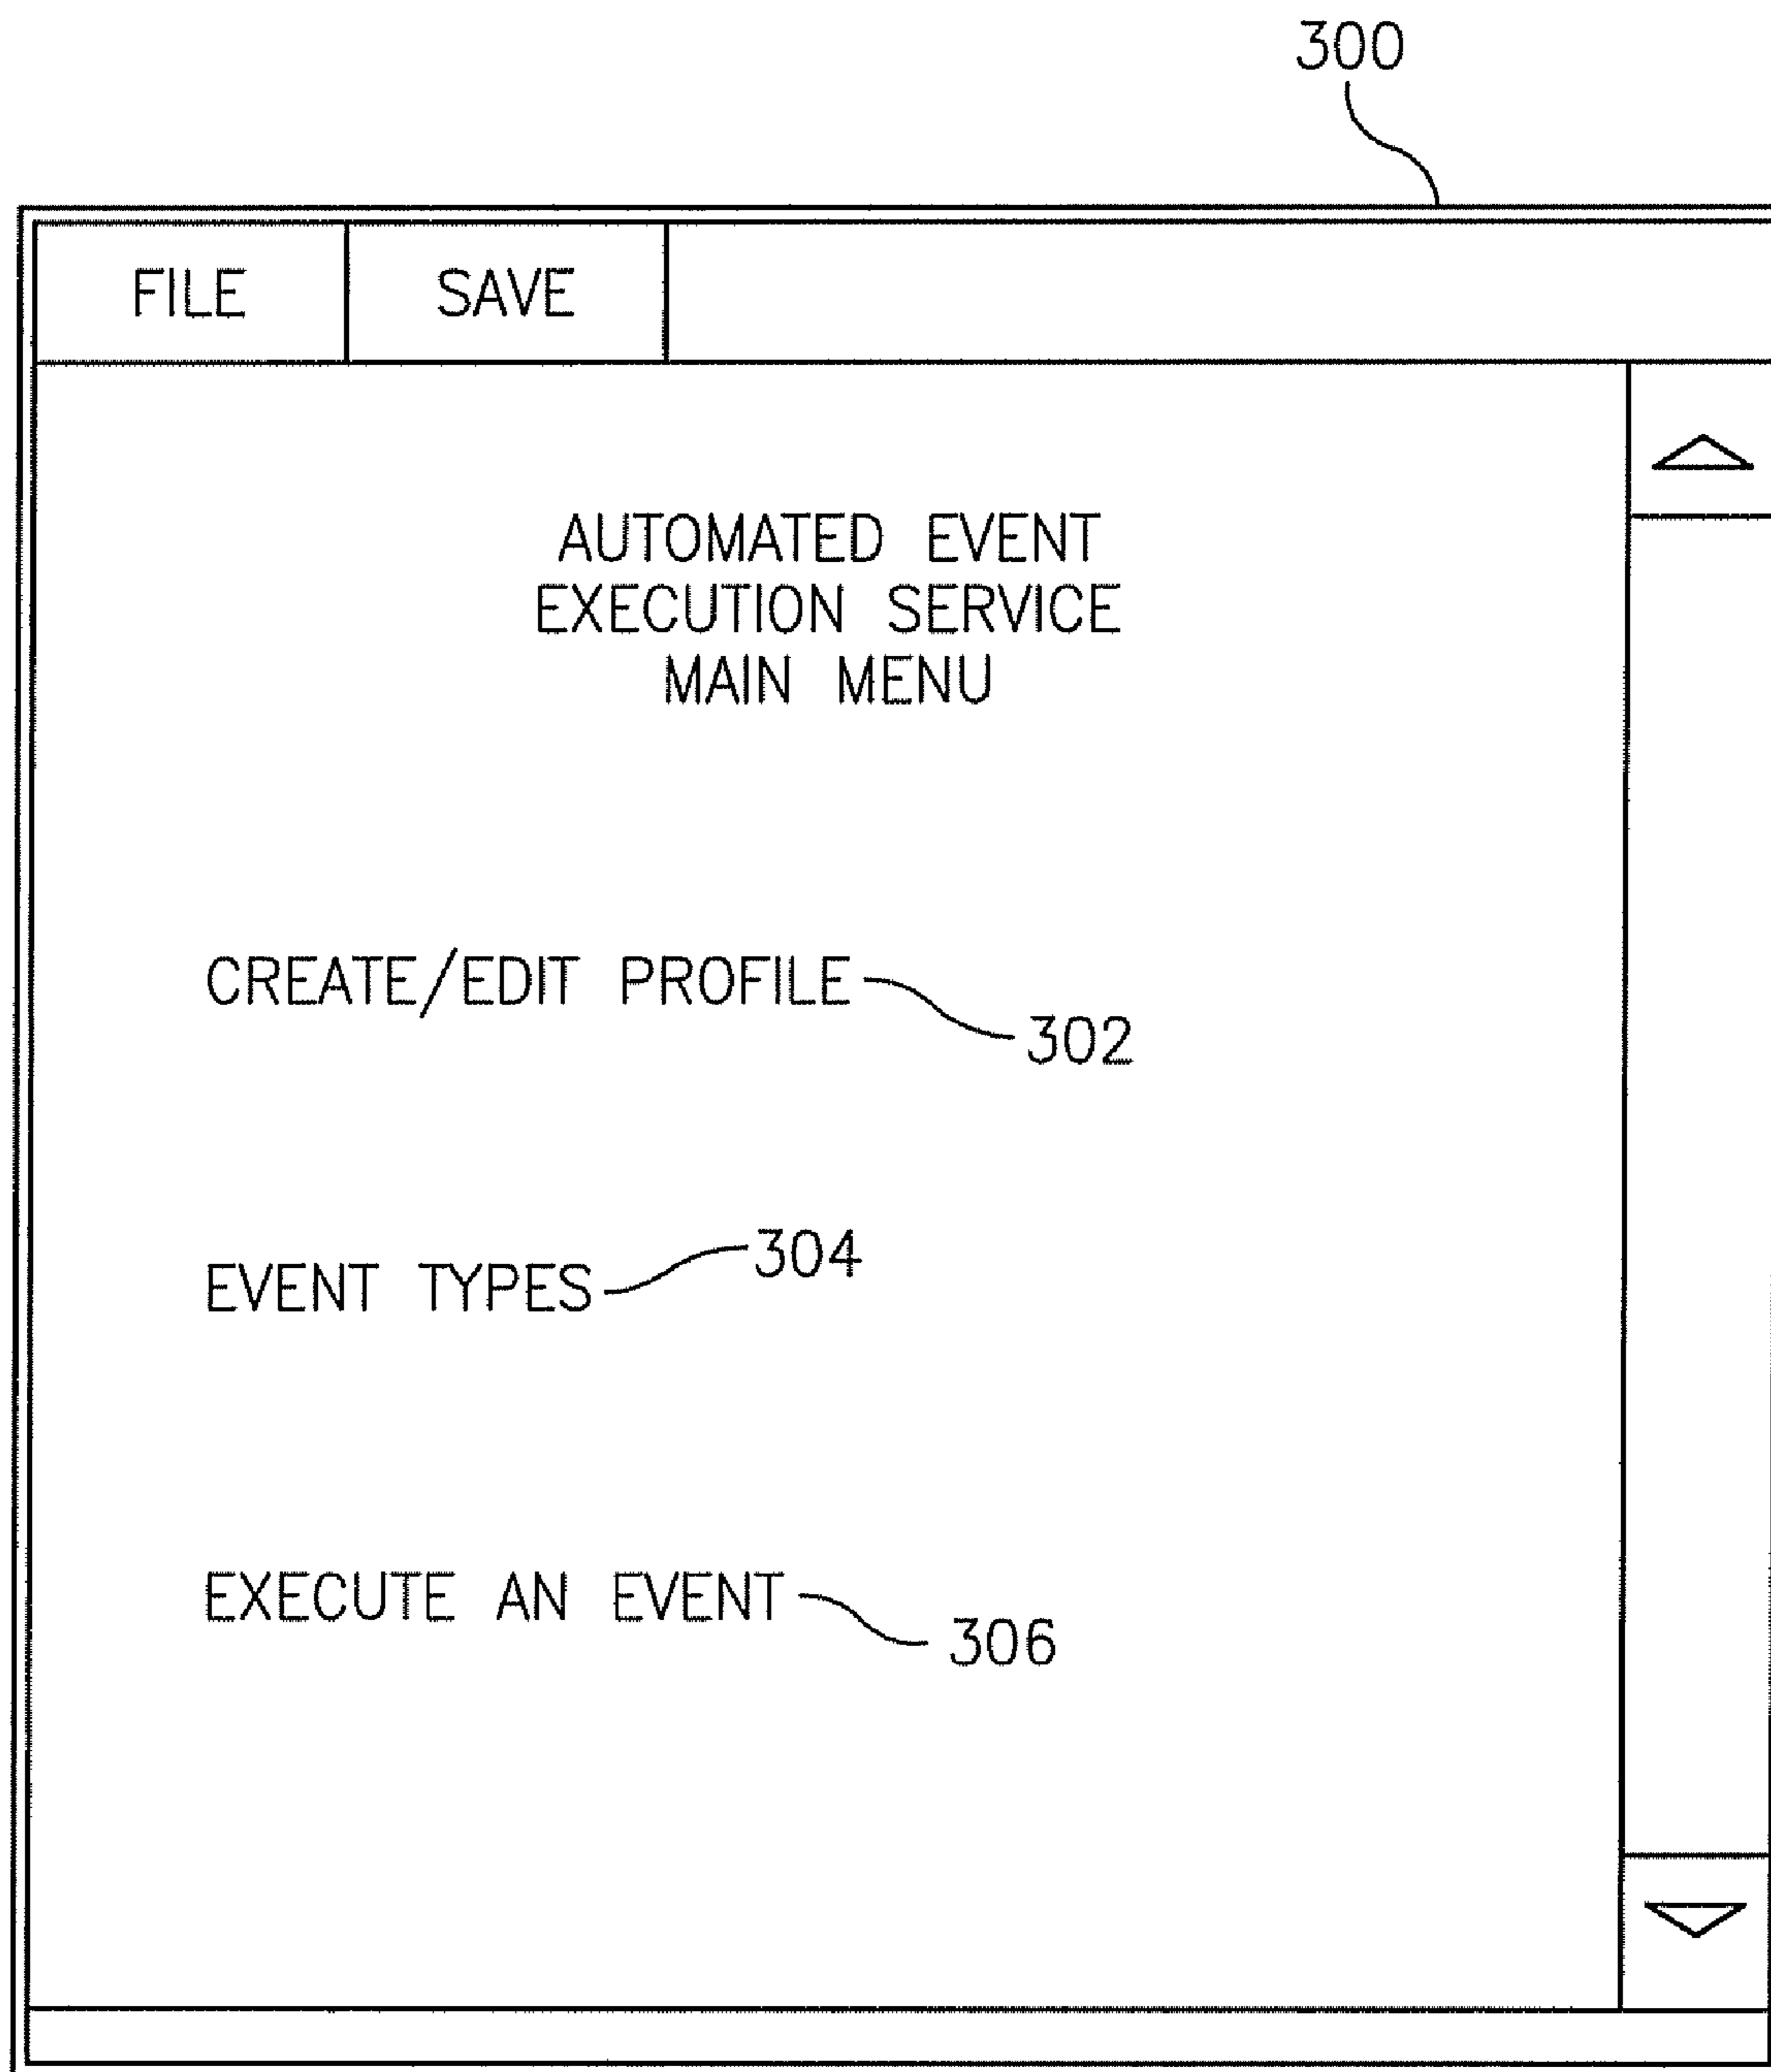 300
FILE SAVE
AUTOMATED EVENT
EXECUTION SERVICE
MAIN MENU
CREATE/EDIT PROFILE
302
EVENT TYPES
304
EXECUTE AN EVENT
306